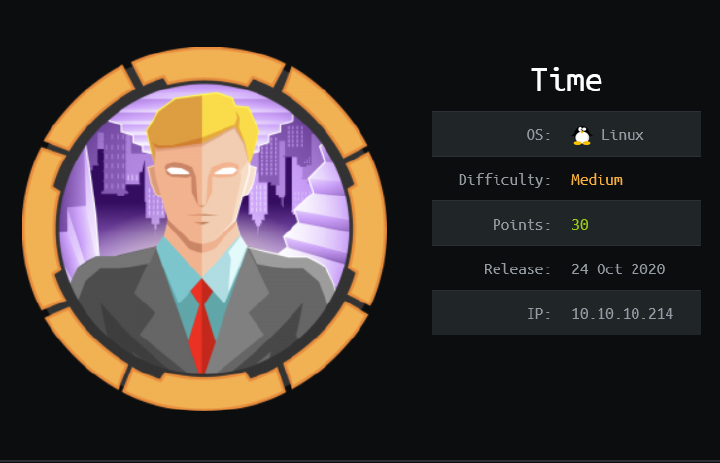 Time
OS: Linux
Difficulty: Medium
Points: 30
Release: 24 Oct 2020
IP: 10.10.10.214